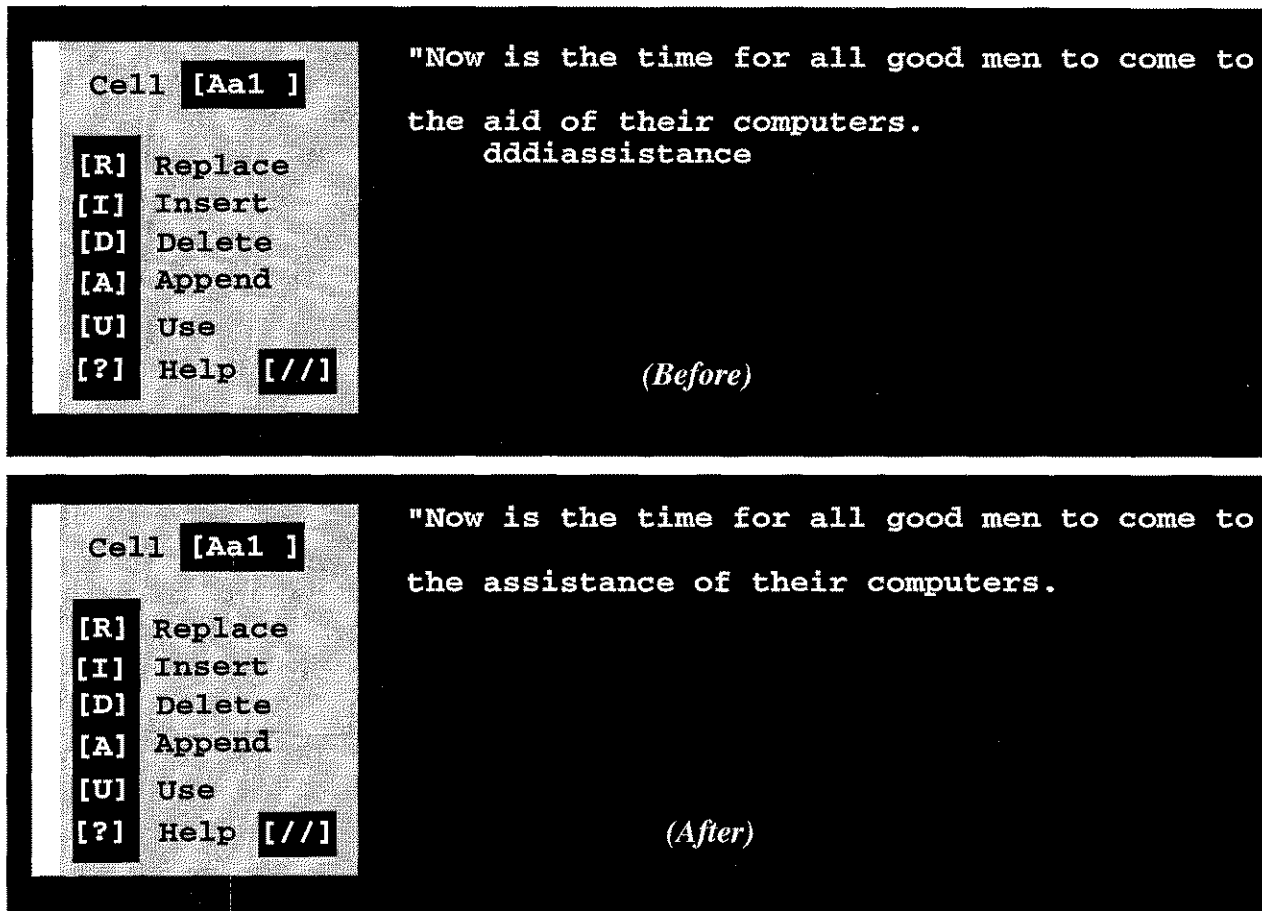 Cell [Aa1 ]
[R] Replace
[I] Insert
[D] Delete
[A] Append
[U] Use
[?] Help [//]
"Now is the time for all good men to come to
the aid of their computers.
dddiassistance
(Before)
Cell [Aa1 ]
[R] Replace
[I] Insert
[D] Delete
[A] Append
[U] Use
[?] Help [//]
"Now is the time for all good men to come to
the assistance of their computers.
(After)